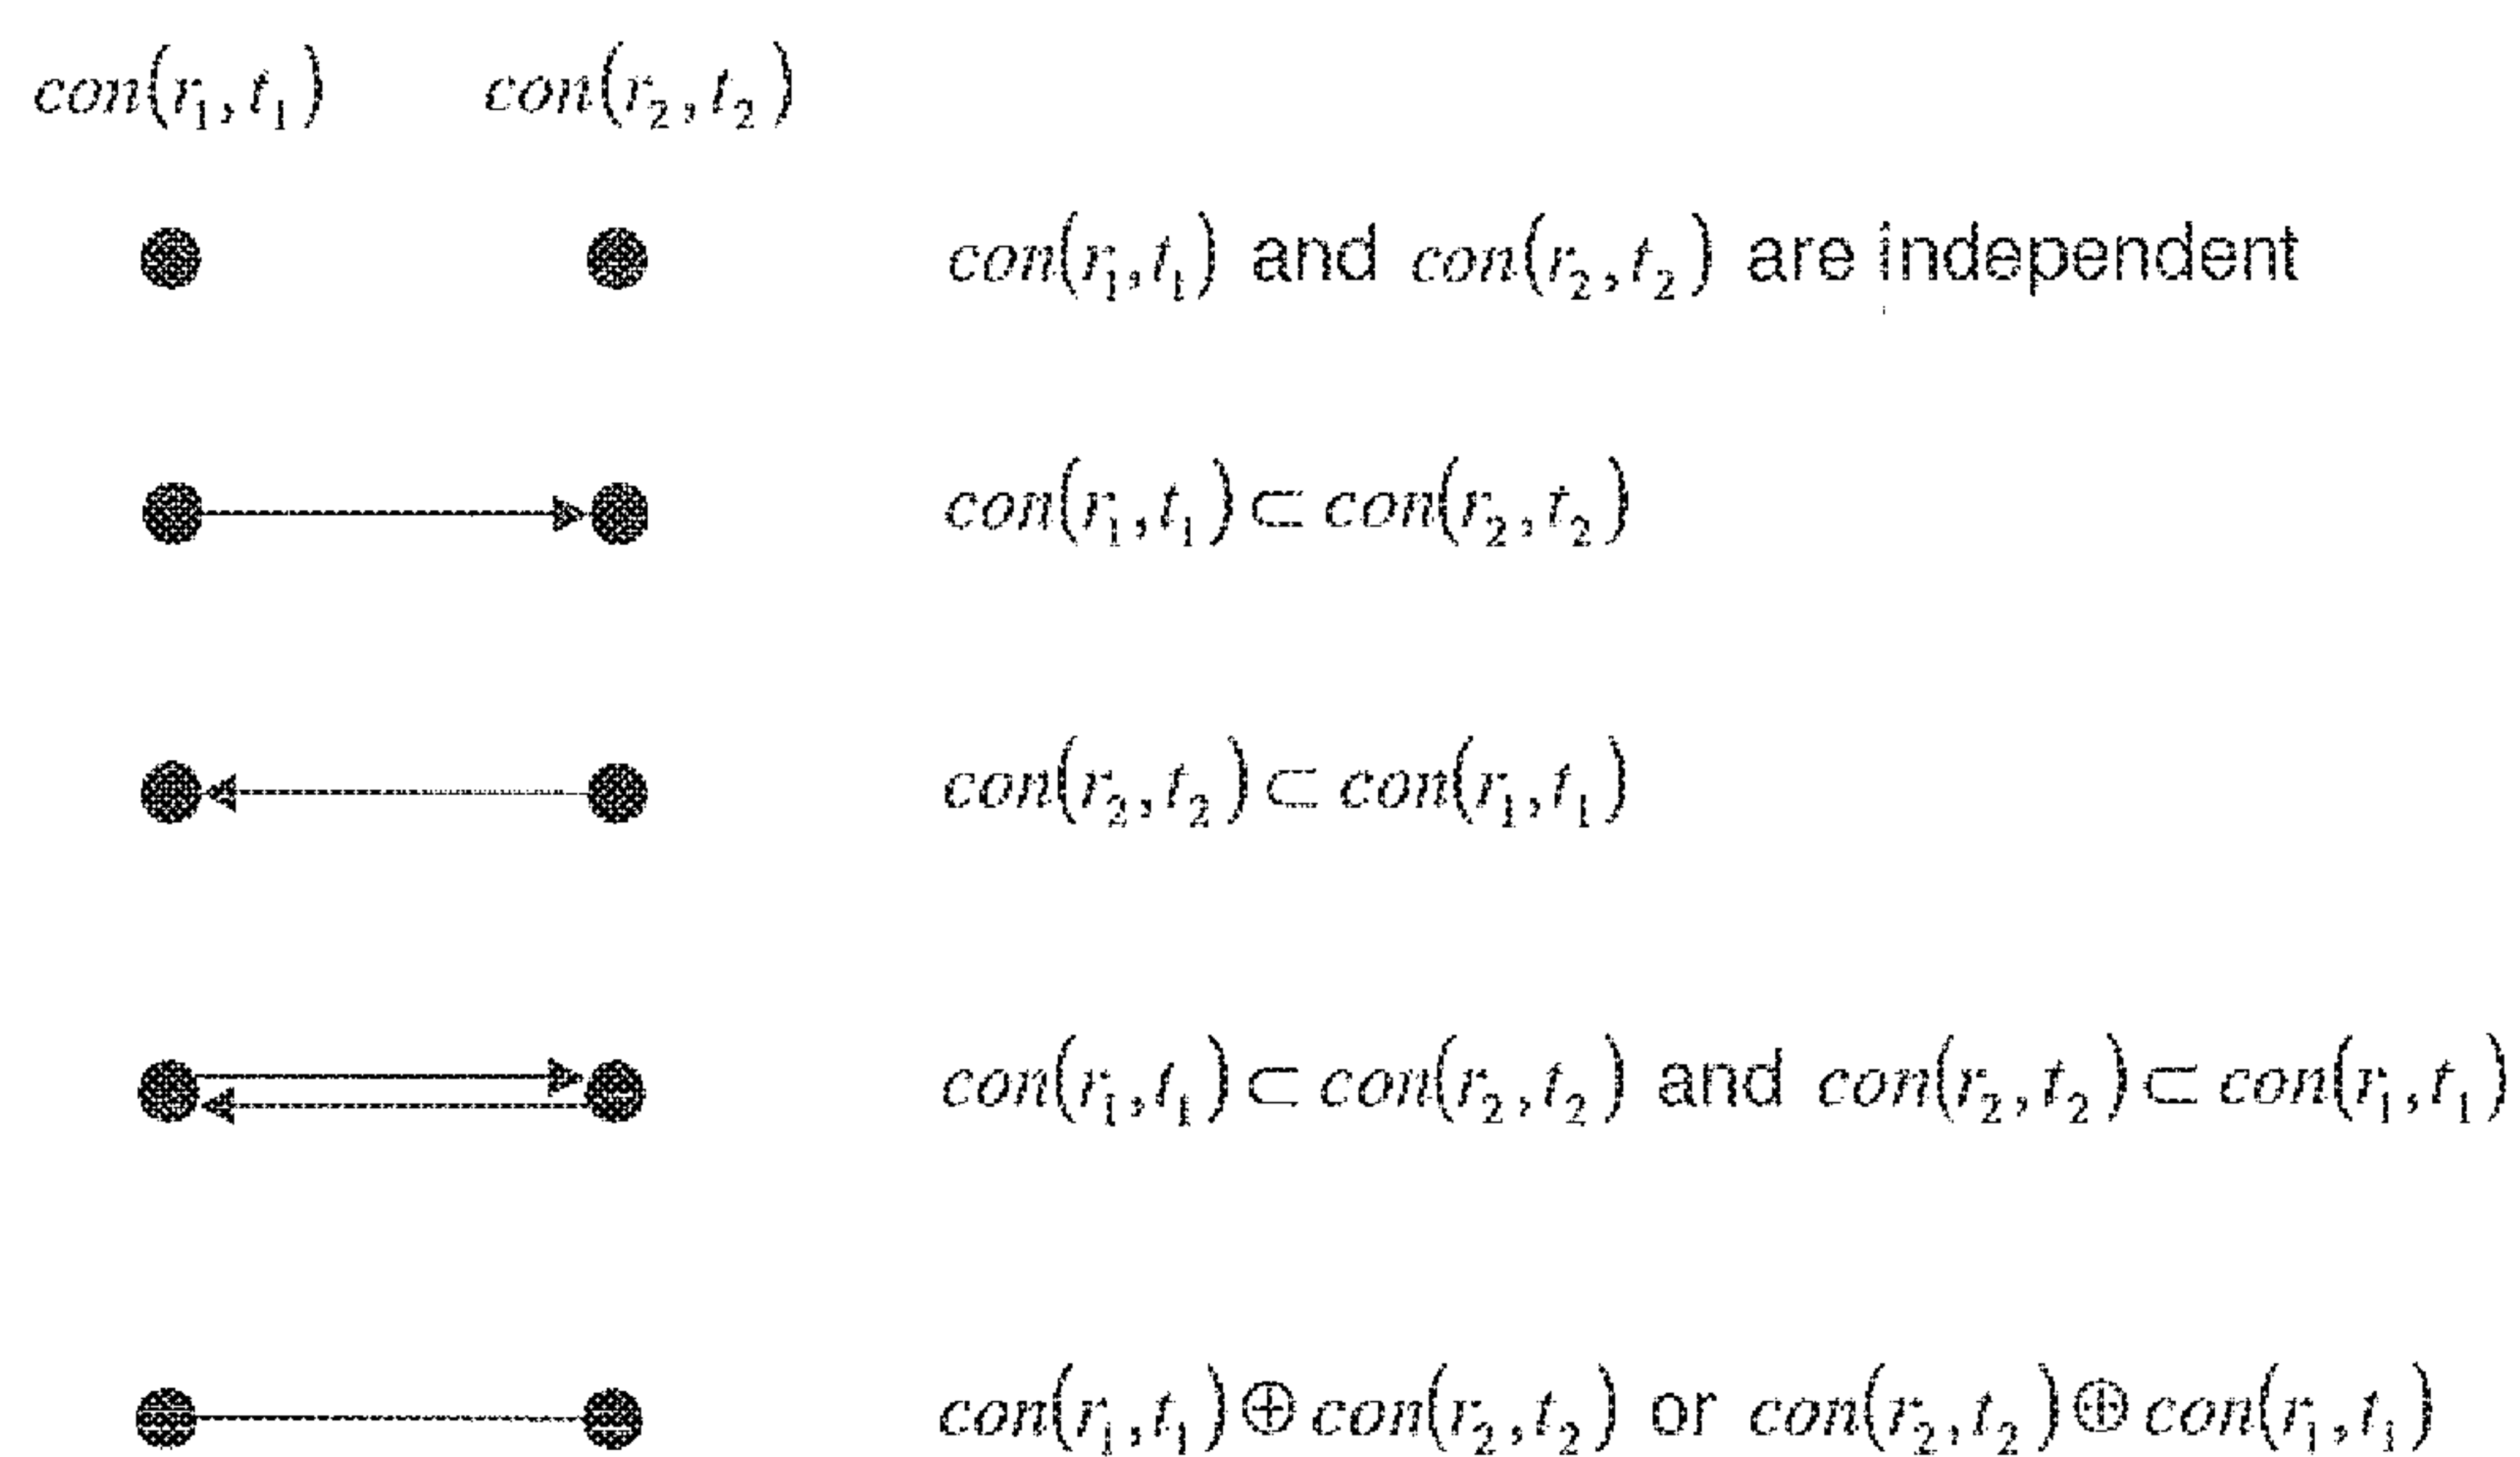 con(r₁,t₁) con(r₂,t₂)
con(r₁,t₁) and con(r₂,t₂) are independent
con(r₁,t₁)⊂con(r₂,t₂)
con(r₂,t₂)⊂con(r₁,t₁)
con(r₁,t₁)⊂con(r₂,t₂) and con(r₂,t₂)⊂con(r₁,t₁)
con(r₁,t₁)⊕con(r₂,t₂) or con(r₂,t₂)⊕con(r₁,t₁)